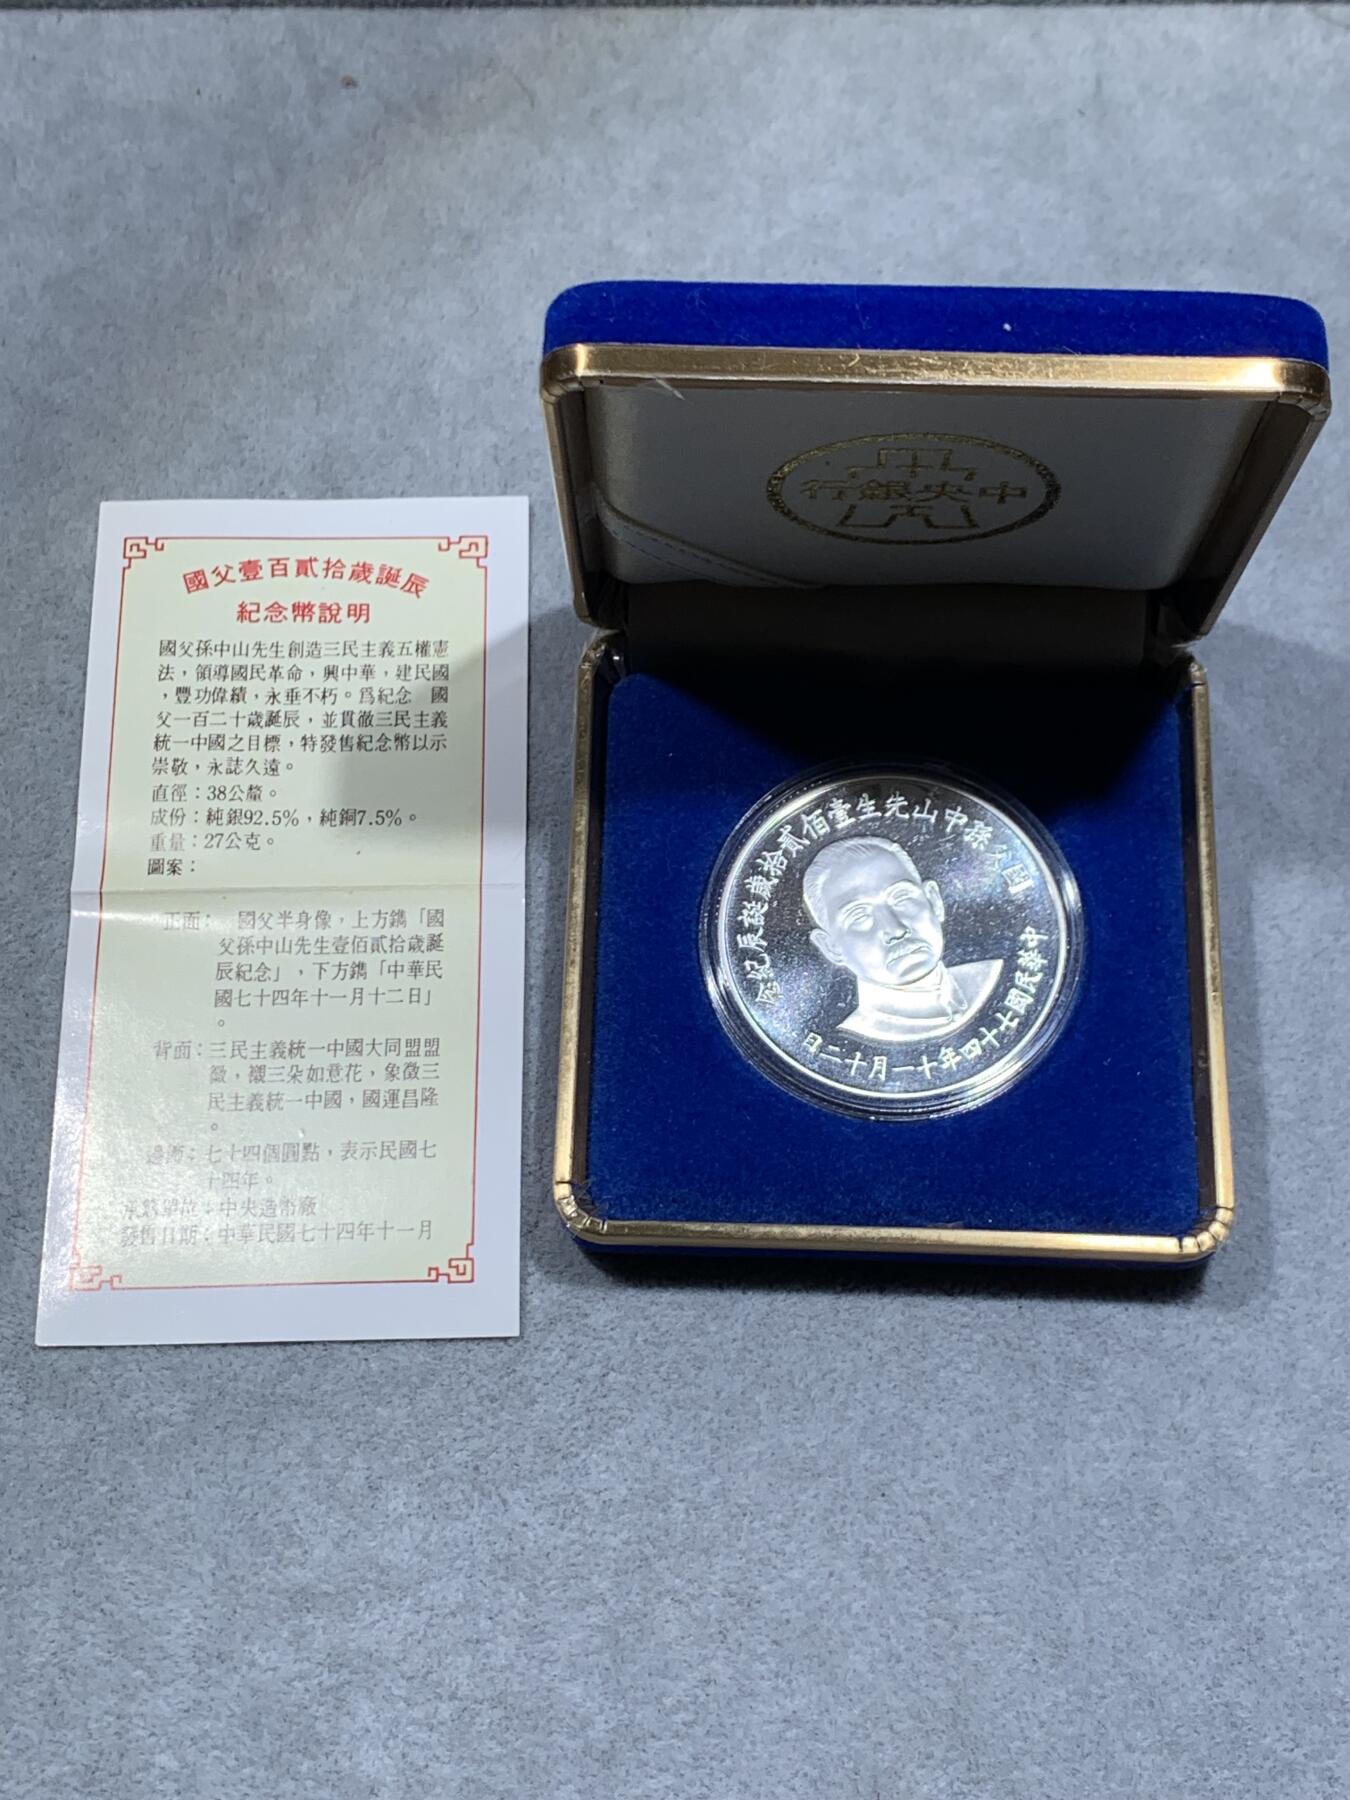 國父壹百貳拾歲誕辰
紀念幣說明
國父孫中山先生創造三民主義五權憲
法，領導國民革命，興中華，建民國
，豐功偉績，永垂不朽。爲紀念　國
父一百二十歲誕辰，並貫徹三民主義
統一中國之目標，特發售紀念幣以示
崇敬，永誌久遠。
直徑：38公釐。
成份：純銀92.5%，純銅7.5%。
重量：27公克。
圖案：
正面：　國父半身像，上方鐫「國
父孫中山先生壹佰貳拾歲誕
辰紀念」，下方鐫「中華民
國七十四年十一月十二日」
。
背面：三民主義統一中國大同盟盟
徽，襯三朵如意花，象徵三
民主義統一中國，國運昌隆
。
邊飾：七十四個圓點，表示民國七
十四年。
承鑄單位：中央造幣廠
發售日期：中華民國七十四年十一月
中央銀行
國父孫中山先生壹佰貳拾歲誕辰紀念
中華民國七十四年十一月十二日